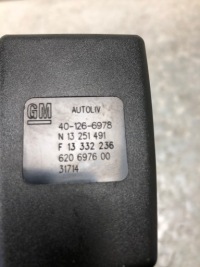 GM
AUTOLIV
40-126-6978
N 13 251 491
F 13 332 236
620 6976 00
31714